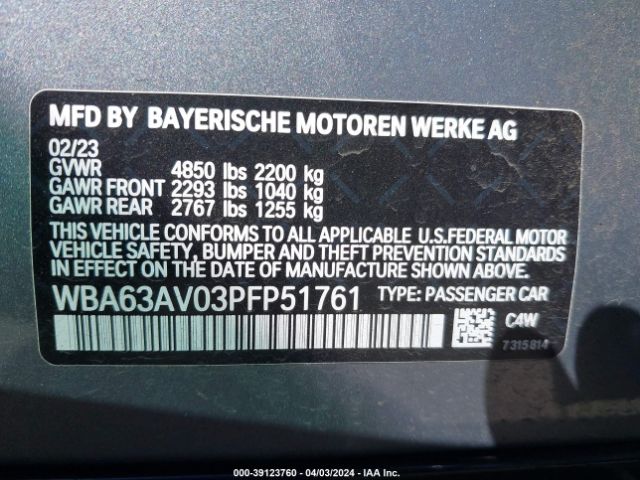 MFD BY BAYERISCHE MOTOREN WERKE AG
02/23
GVWR 4850 lbs 2200 kg
GAWR FRONT 2293 lbs 1040 kg
GAWR REAR 2767 lbs 1255 kg
THIS VEHICLE CONFORMS TO ALL APPLICABLE U.S.FEDERAL MOTOR
VEHICLE SAFETY, BUMPER AND THEFT PREVENTION STANDARDS
IN EFFECT ON THE DATE OF MANUFACTURE SHOWN ABOVE.
WBA63AV03PFP51761 TYPE: PASSENGER CAR
C4W
7315814
000-39123760 - 04/03/2024 - IAA Inc.